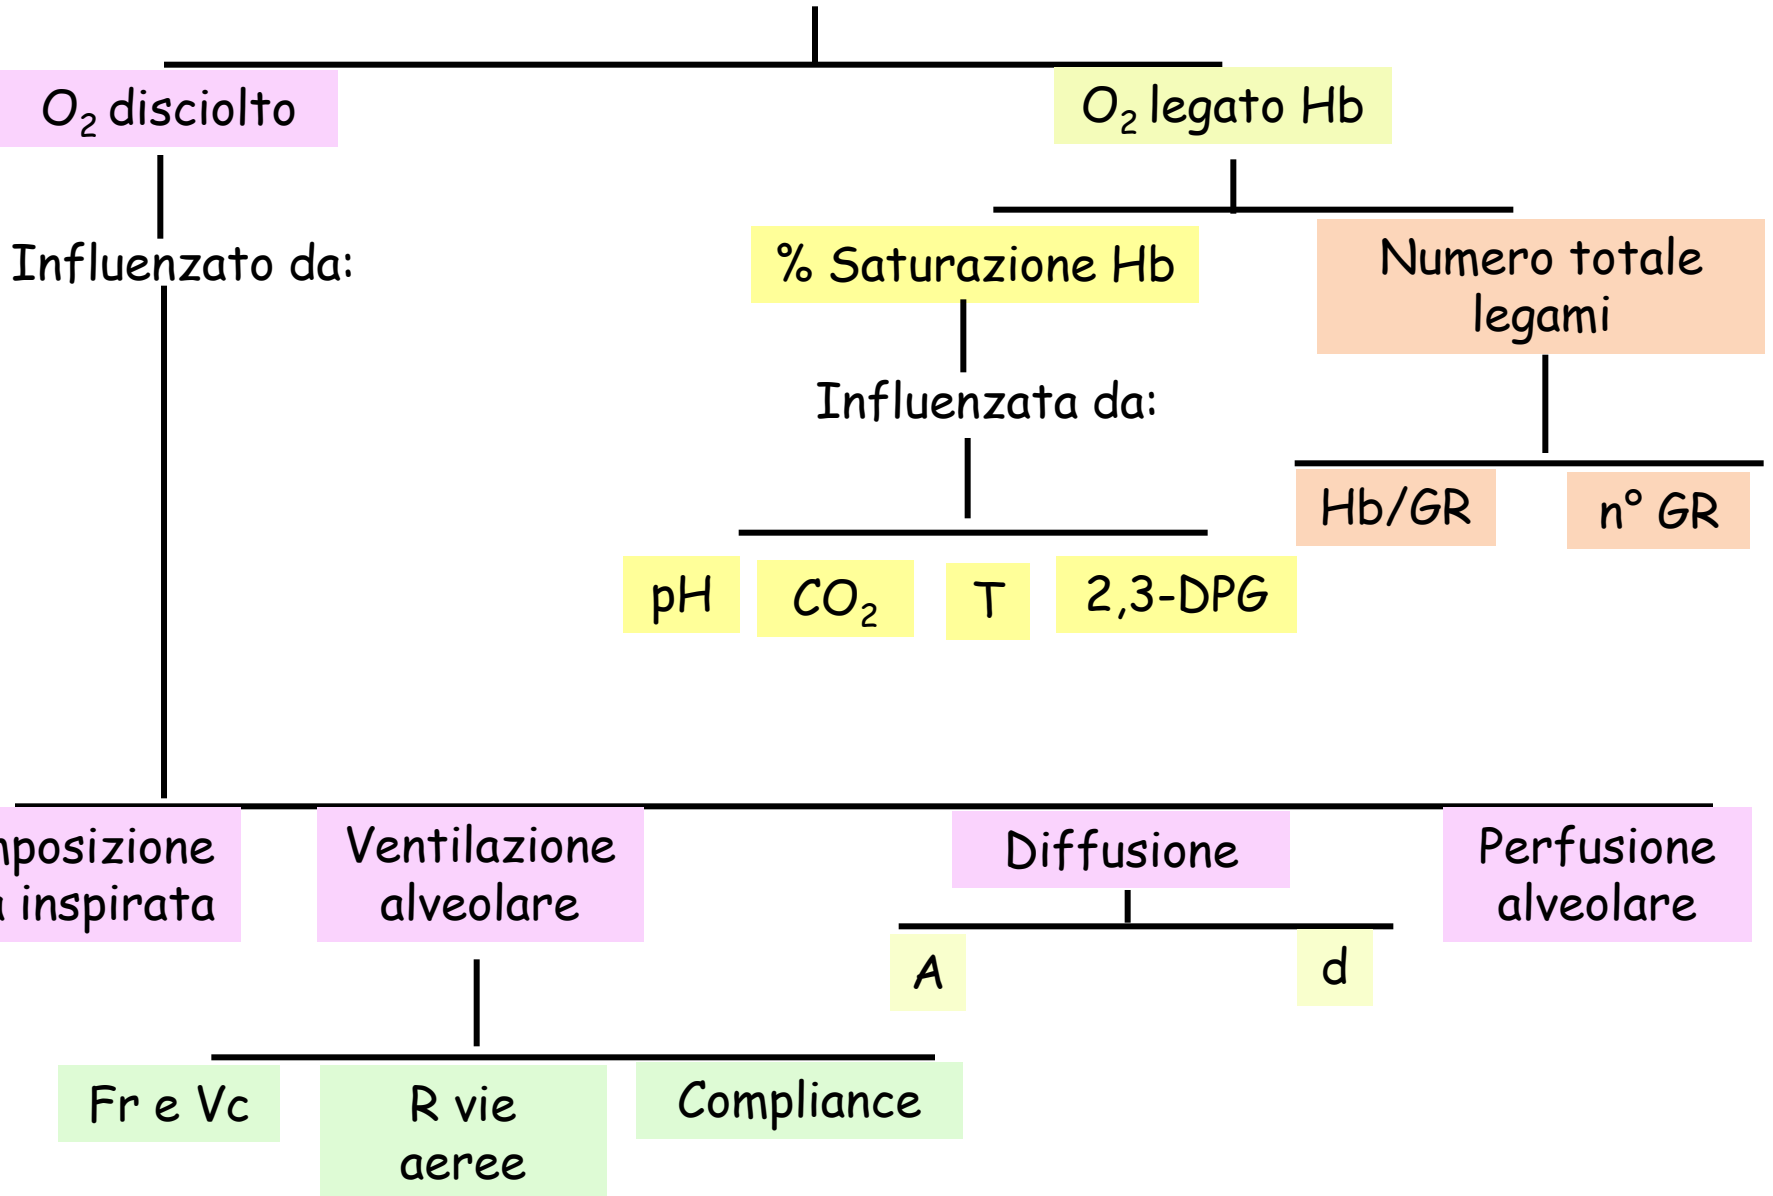 O₂ disciolto
O₂ legato Hb
Influenzato da:
% Saturazione Hb
Numero totale
legami
Influenzata da:
Hb/GR
n° GR
pH
CO₂
T
2,3-DPG
inspirata
Ventilazione
alveolare
Diffusione
Perfusione
alveolare
A
d
Fr e Vc
R vie
aeree
Compliance